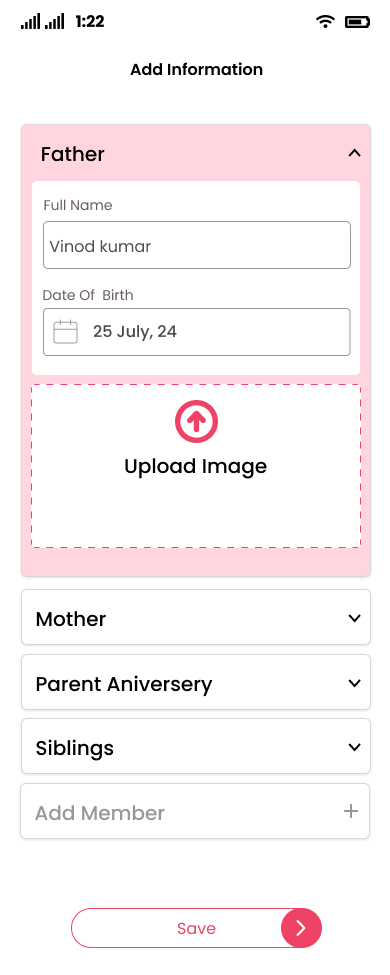 1:22
Add Information
Father
Full Name
Vinod kumar
Date Of Birth
25 July, 24
Upload Image
Mother
Parent Aniversery
Siblings
Add Member
Save